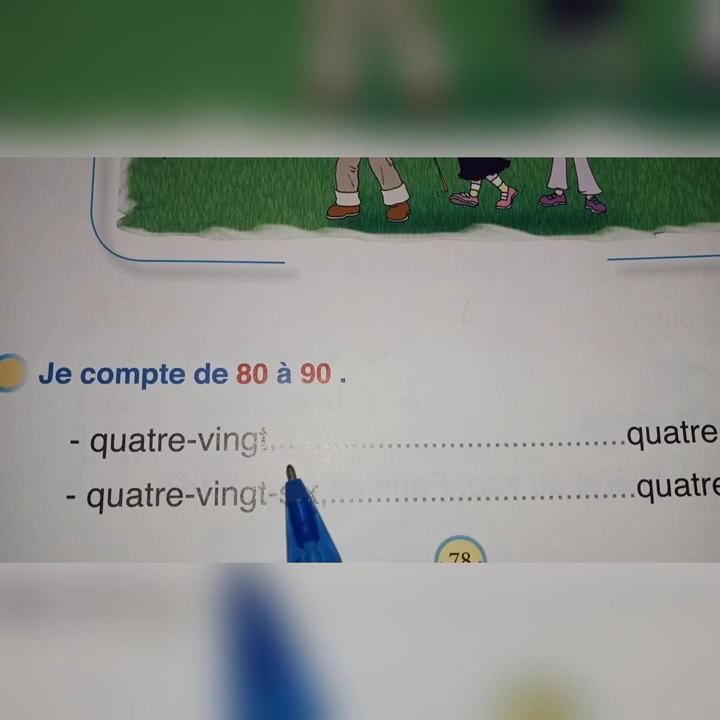 Je compte de 80 à 90 .
- quatre-vingt,.......................................quatre
- quatre-vingt-six,.....................................quatre
78